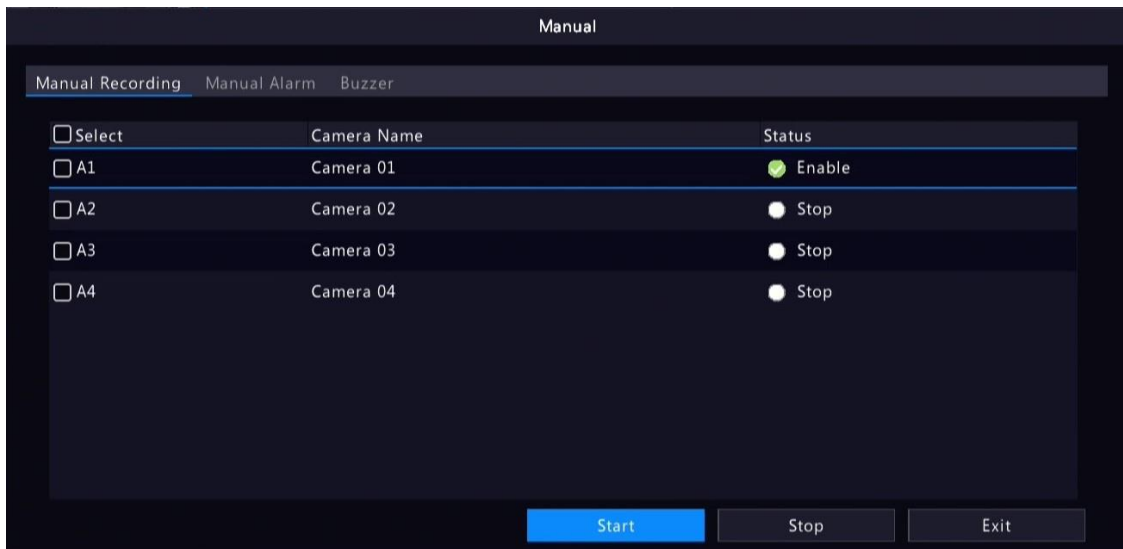 Manual
Manual Recording Manual Alarm Buzzer
Select Camera Name Status
A1 Camera 01 Enable
A2 Camera 02 Stop
A3 Camera 03 Stop
A4 Camera 04 Stop
Start Stop Exit